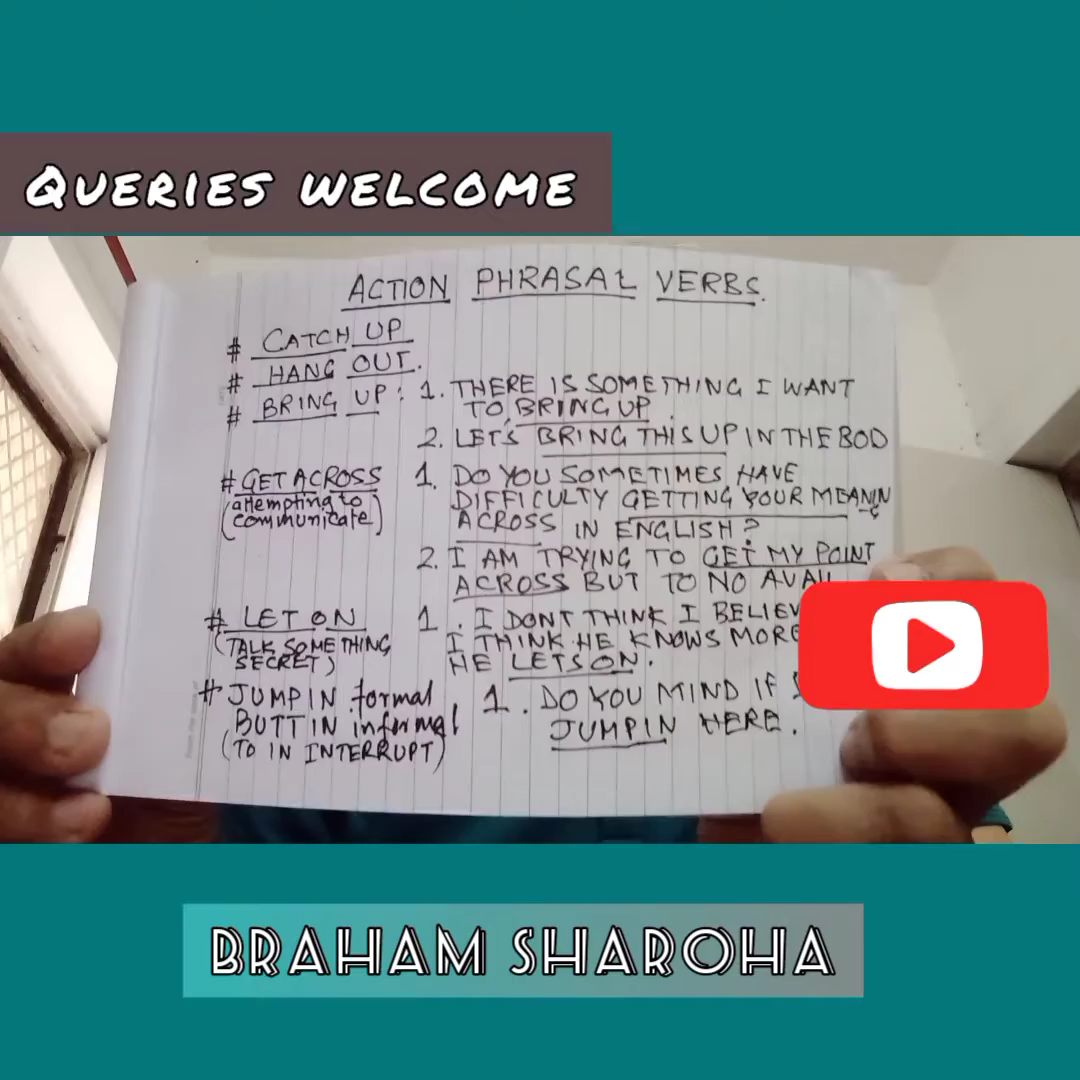 QUERIES WELCOME
ACTION PHRASAL VERBS.
# CATCH UP
# HANG OUT.
# BRING UP : 1. THERE IS SOMETHING I WANT
TO BRING UP.
2. LET'S BRING THIS UP IN THE BOD
# GET ACROSS
(attempting to
communicate)
1. DO YOU SOMETIMES HAVE
DIFFICULTY GETTING YOUR MEANING
ACROSS IN ENGLISH?
2. I AM TRYING TO GET MY POINT
ACROSS BUT TO NO
# LET ON
(TALK SOMETHING
SECRET)
1. I DONT THINK I
I THINK HE KNOWS MORE
HE LETS ON.
# JUMP IN formal
BUTT IN informal
(TO IN INTERRUPT)
1. DO YOU MIND IF
JUMPIN HERE.
BRAHAM SHAROHA